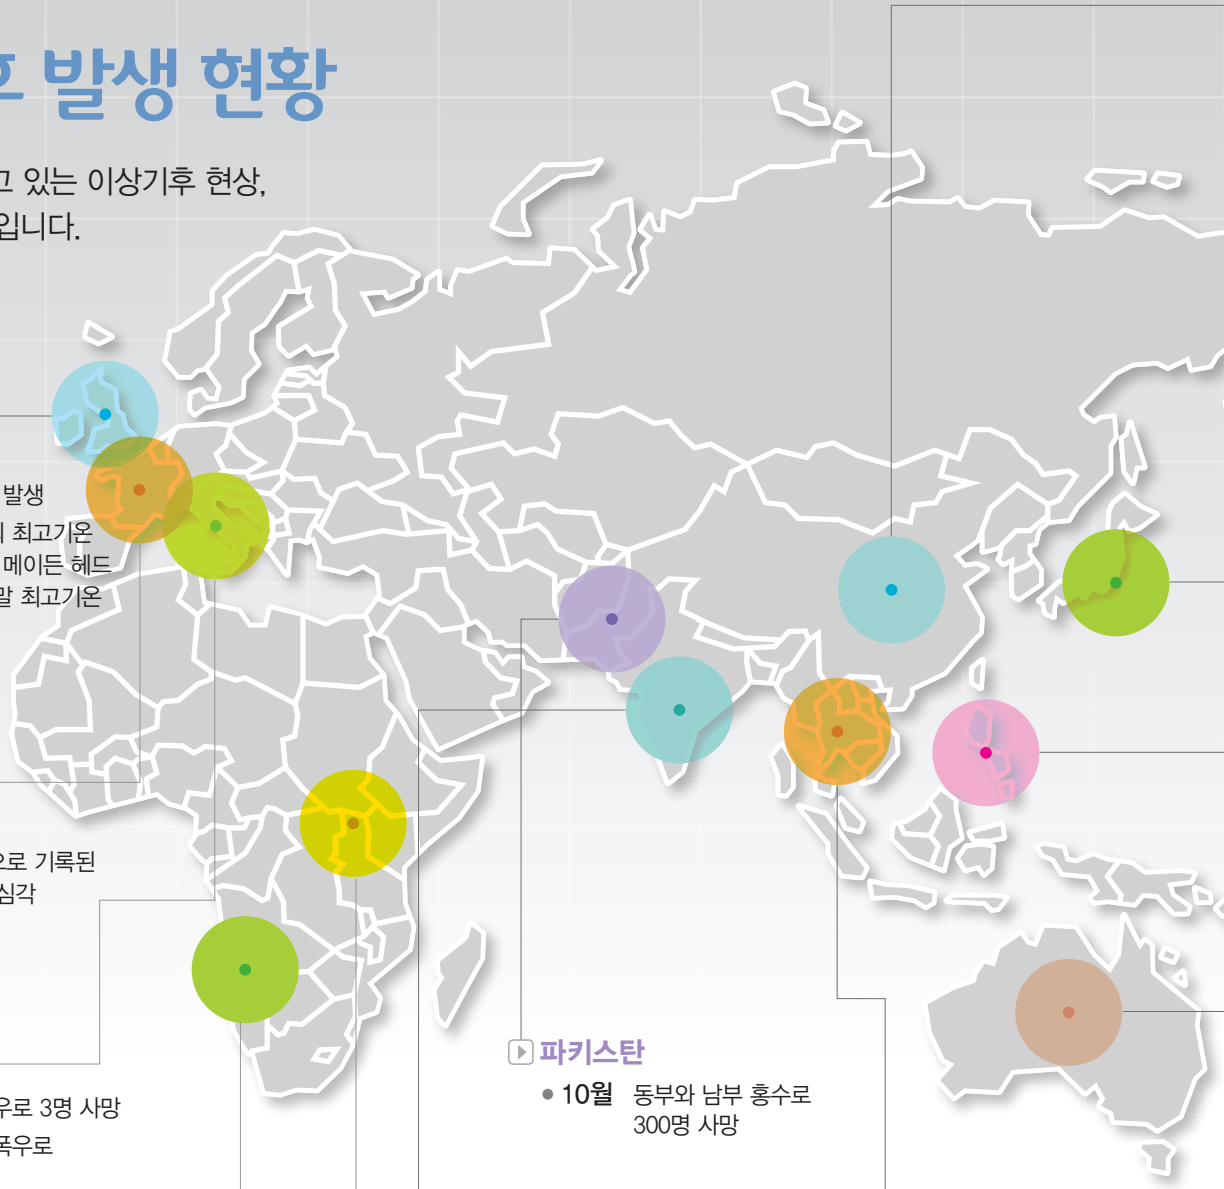 발생 현황
고 있는 이상기후 현상,
입니다.
발생
최고기온
메이든 헤드
말 최고기온
으로 기록된
심각
우로 3명 사망
폭우로
파키스탄
• 10월 동부와 남부 홍수로
300명 사망